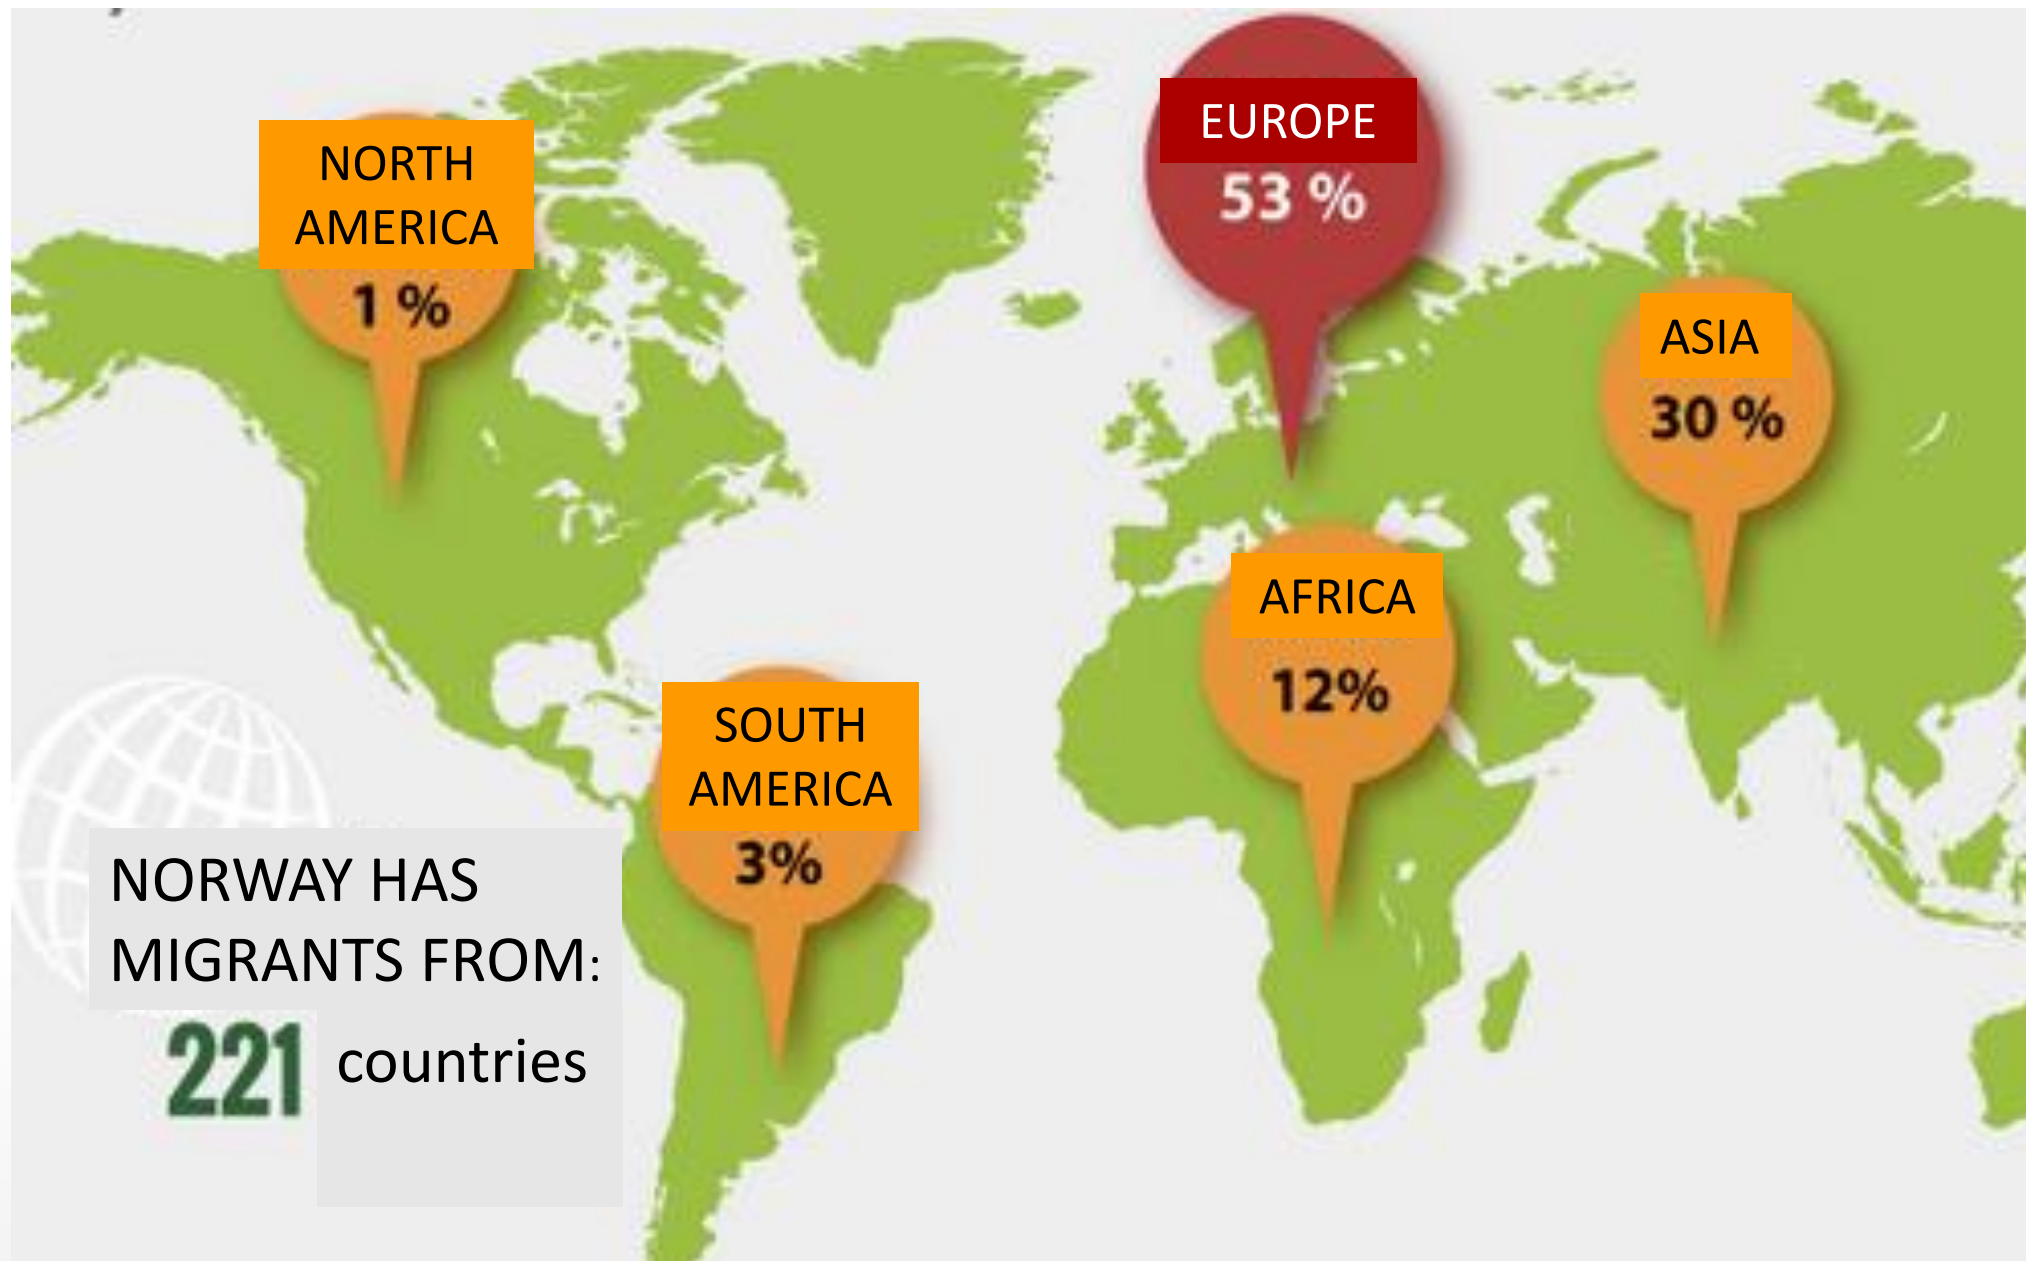 NORTH
AMERICA
1 %
EUROPE
53 %
ASIA
30 %
AFRICA
12%
SOUTH
AMERICA
3%
NORWAY HAS
MIGRANTS FROM:
221 countries